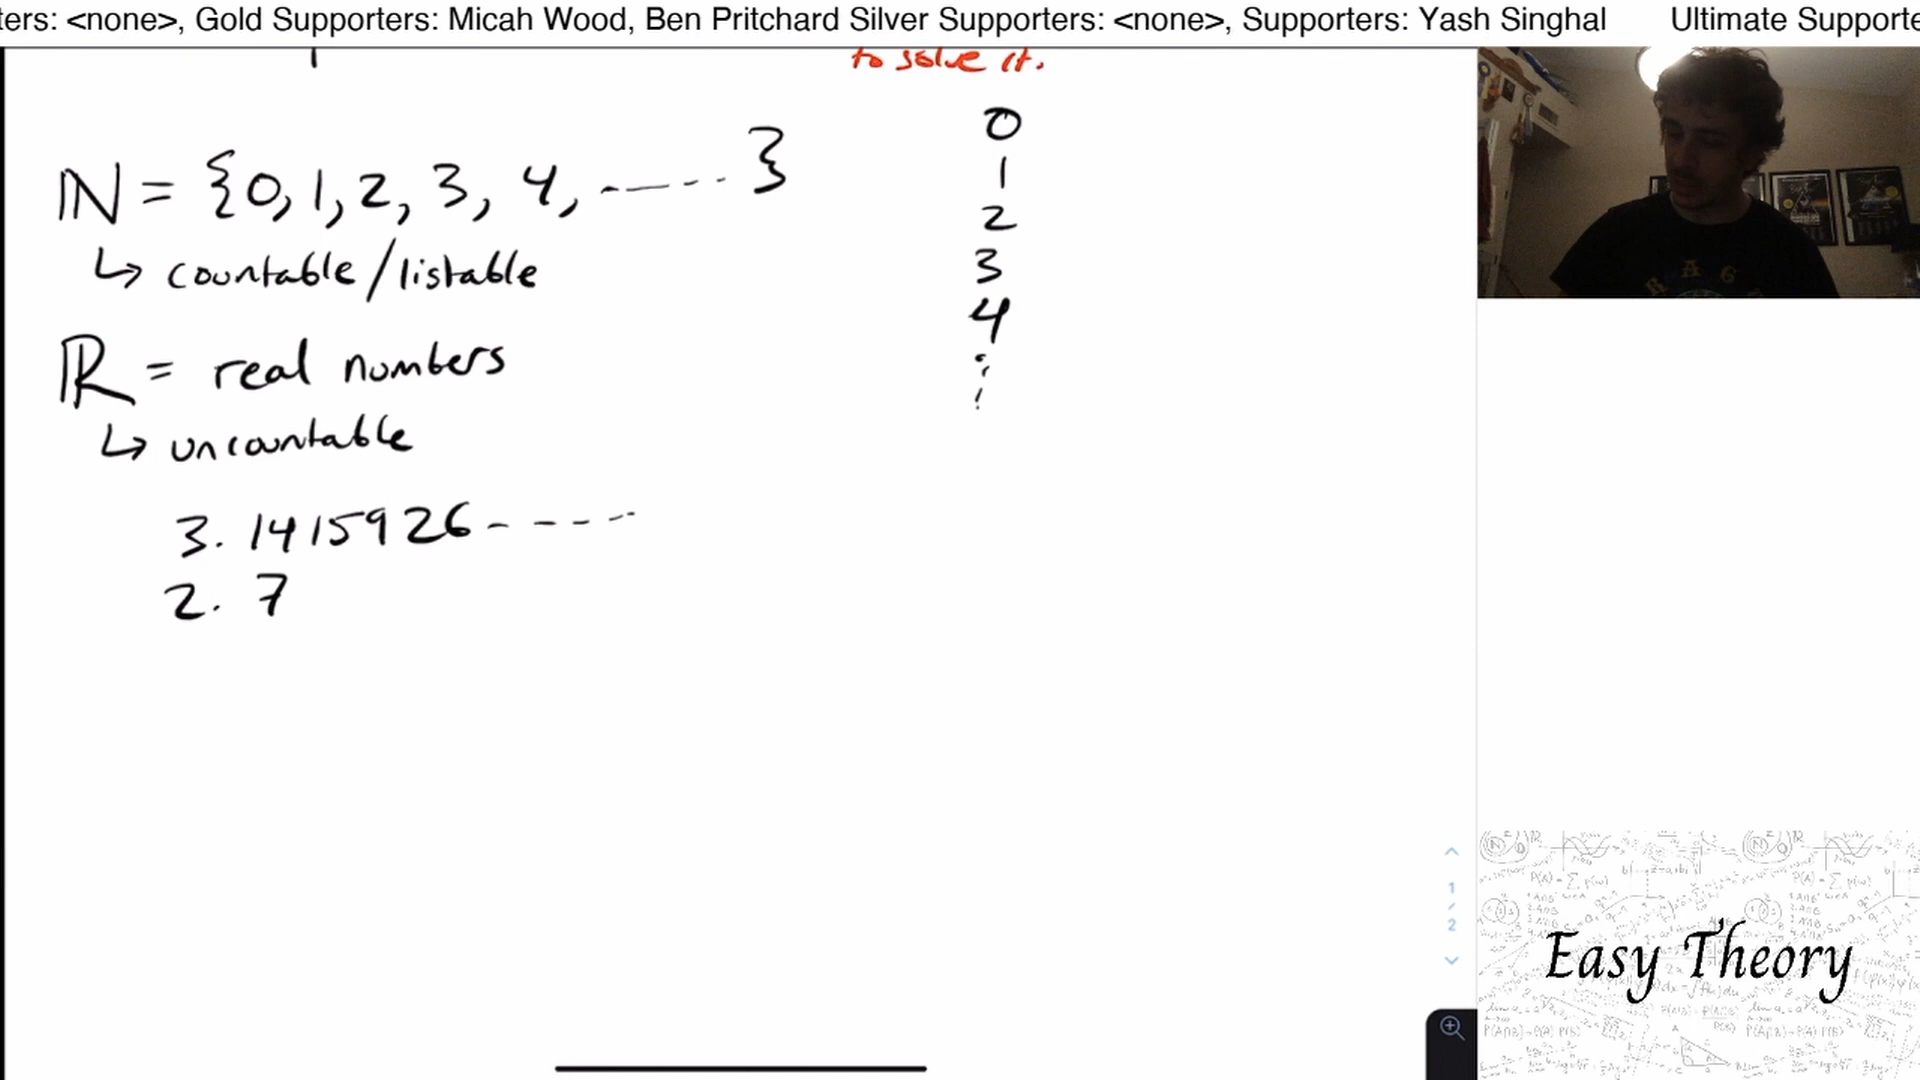 ters: <none>, Gold Supporters: Micah Wood, Ben Pritchard Silver Supporters: <none>, Supporters: Yash Singhal Ultimate Supporte
to solve it.
ℕ = {0, 1, 2, 3, 4, ------}
↳ countable/listable
ℝ = real numbers
↳ uncountable
3.1415926-----
2.7
0
1
2
3
4
⋮
1
2
Easy Theory